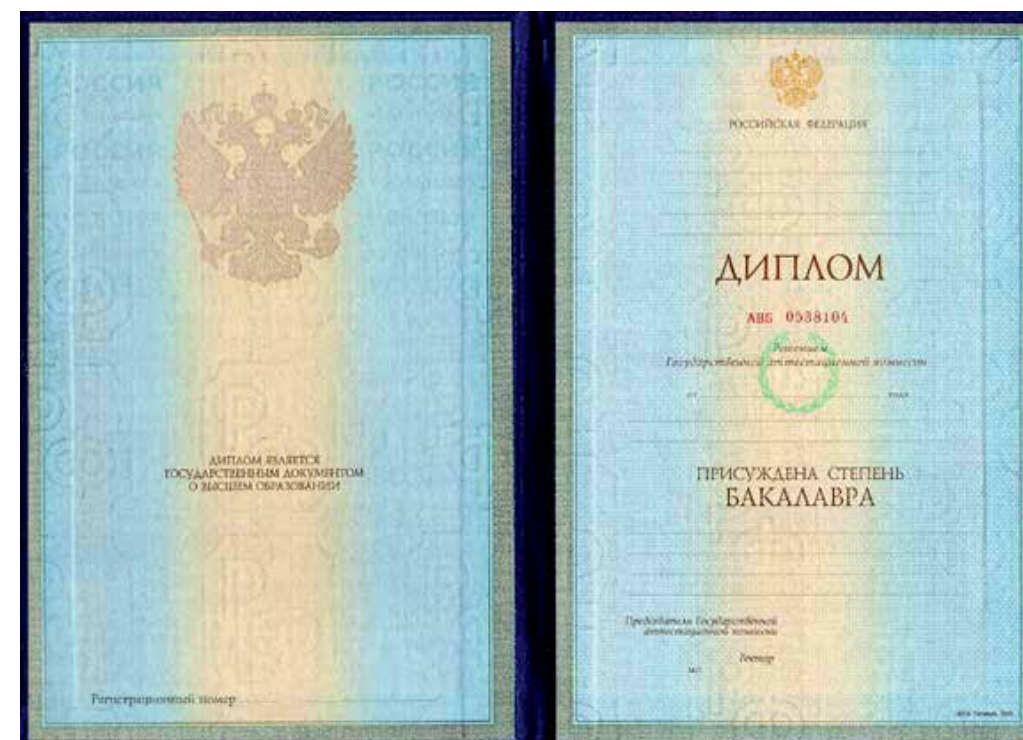 ДИПЛОМ ЯВЛЯЕТСЯ
ГОСУДАРСТВЕННЫМ ДОКУМЕНТОМ
О ВЫСШЕМ ОБРАЗОВАНИИ
Регистрационный номер
РОССИЙСКАЯ ФЕДЕРАЦИЯ
ДИПЛОМ
АВБ 0538104
Решением
Государственной аттестационной комиссии
от года
ПРИСУЖДЕНА СТЕПЕНЬ
БАКАЛАВРА
Председатель Государственной
аттестационной комиссии
Ректор
М.П.